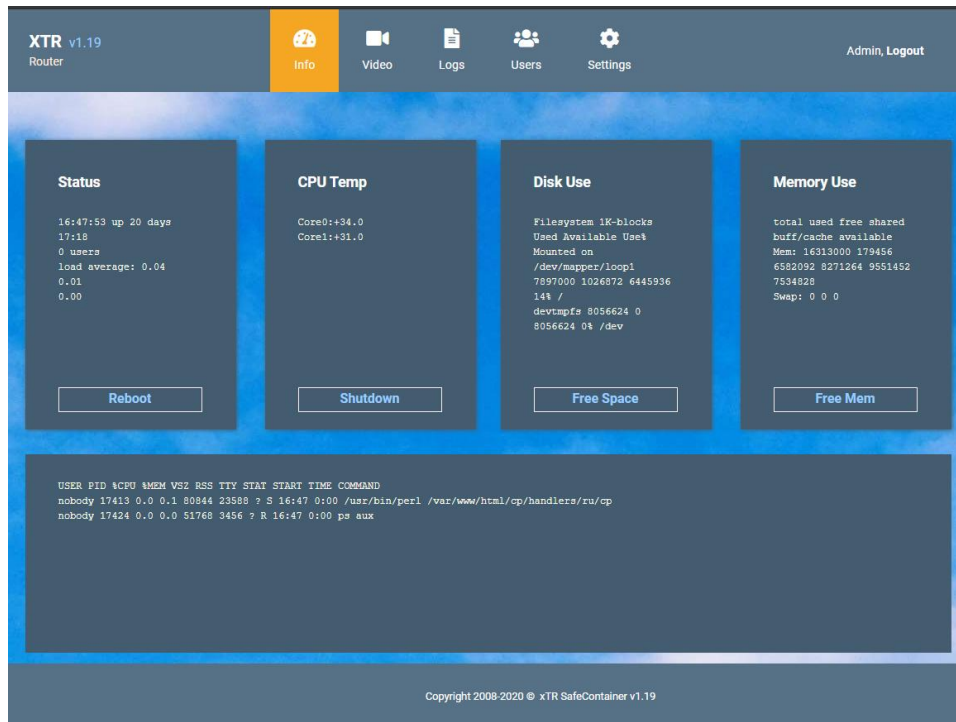 XTR v1.19
Router
Info
Video
Logs
Users
Settings
Admin, Logout
Status
16:47:53 up 20 days
17:18
0 users
load average: 0.04
0.01
0.00
Reboot
CPU Temp
Core0:+34.0
Core1:+31.0
Shutdown
Disk Use
Filesystem 1K-blocks
Used Available Use%
Mounted on
/dev/mapper/loop1
7897000 1026872 6445936
14% /
devtmpfs 8056624 0
8056624 0% /dev
Free Space
Memory Use
total used free shared
buff/cache available
Mem: 16313000 179456
6582092 8271264 9551452
7534828
Swap: 0 0 0
Free Mem
USER PID %CPU %MEM VSZ RSS TTY STAT START TIME COMMAND
nobody 17413 0.0 0.1 80844 23588 ? S 16:47 0:00 /usr/bin/perl /var/www/html/cp/handlers/ru/cp
nobody 17424 0.0 0.0 51768 3456 ? R 16:47 0:00 ps aux
Copyright 2008-2020 © xTR SafeContainer v1.19